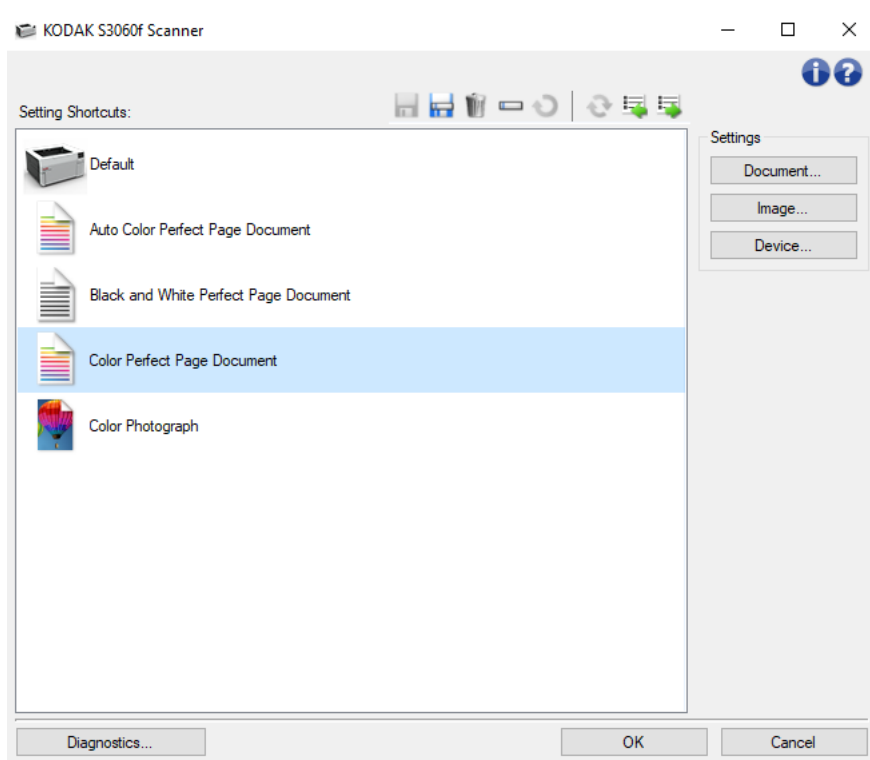 KODAK S3060f Scanner
Setting Shortcuts:
Default
Auto Color Perfect Page Document
Black and White Perfect Page Document
Color Perfect Page Document
Color Photograph
Settings
Document...
Image...
Device...
Diagnostics...
OK
Cancel